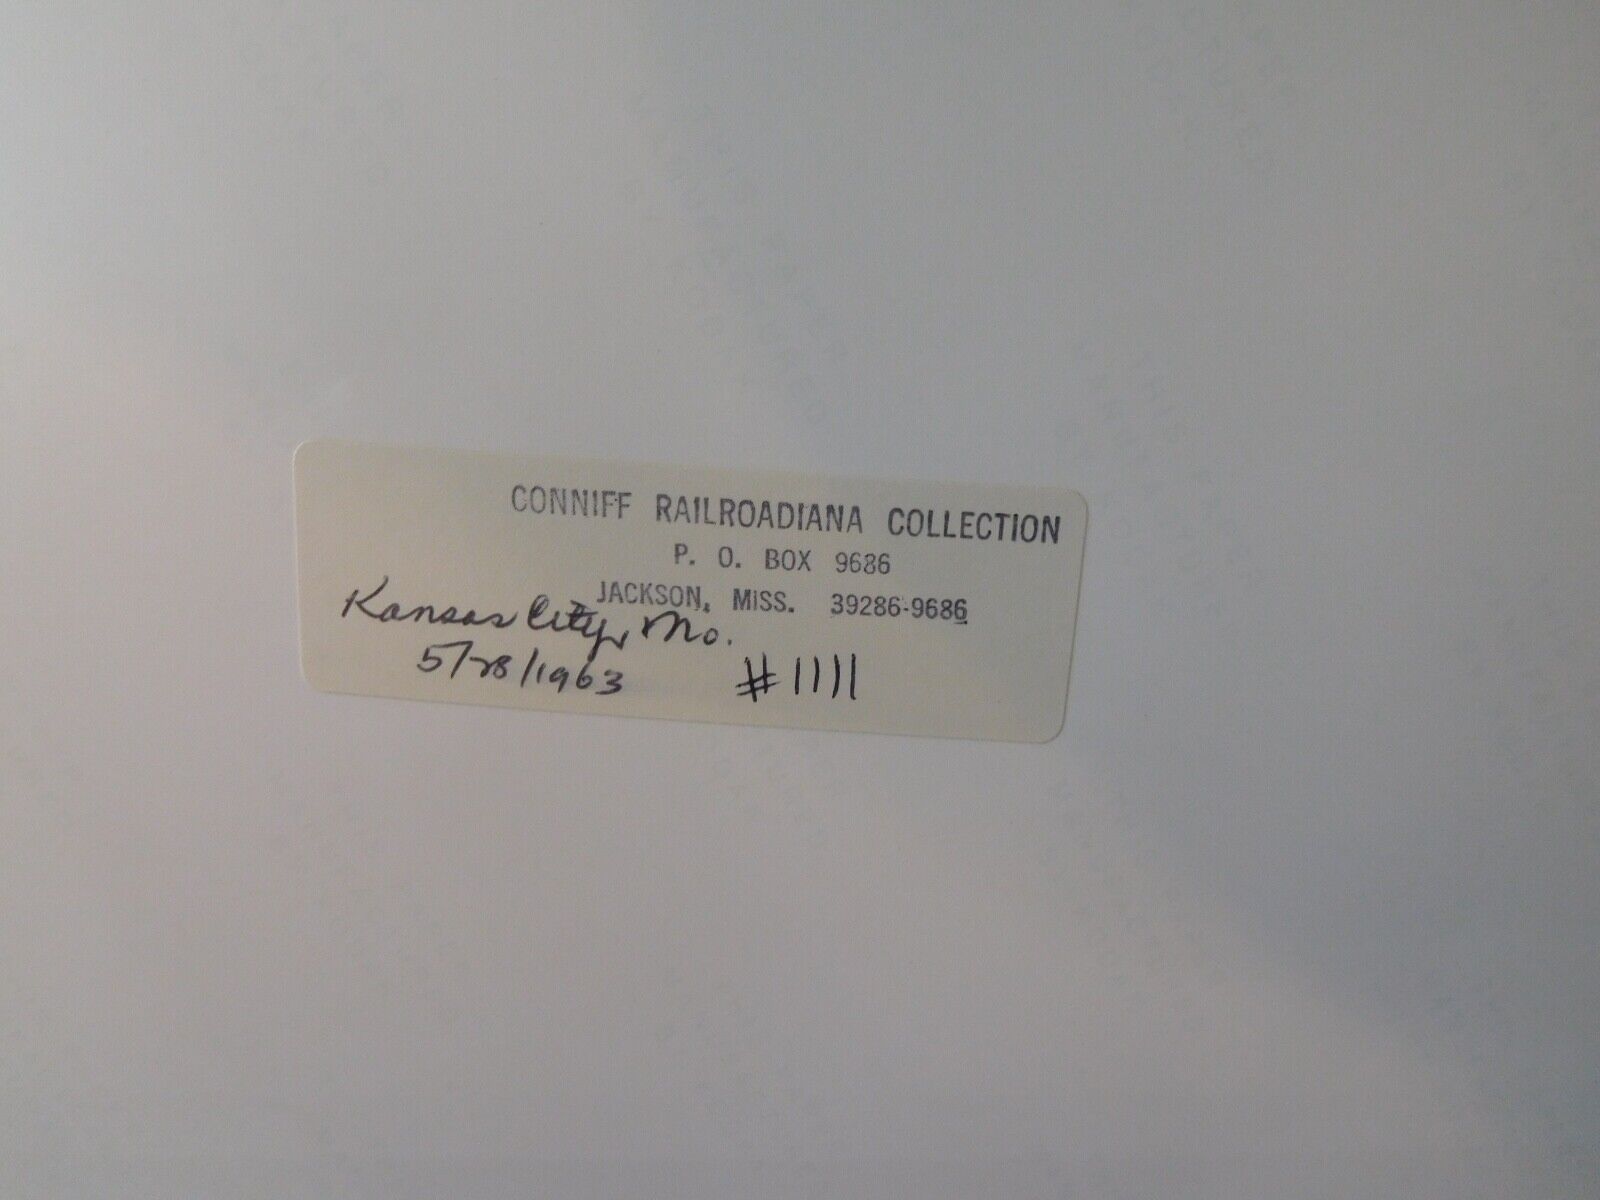 CONNIFF RAILROADIANA COLLECTION
P. O. BOX 9686
JACKSON, MISS. 39286-9686
Kansas City, Mo.
5/28/1963 #1111